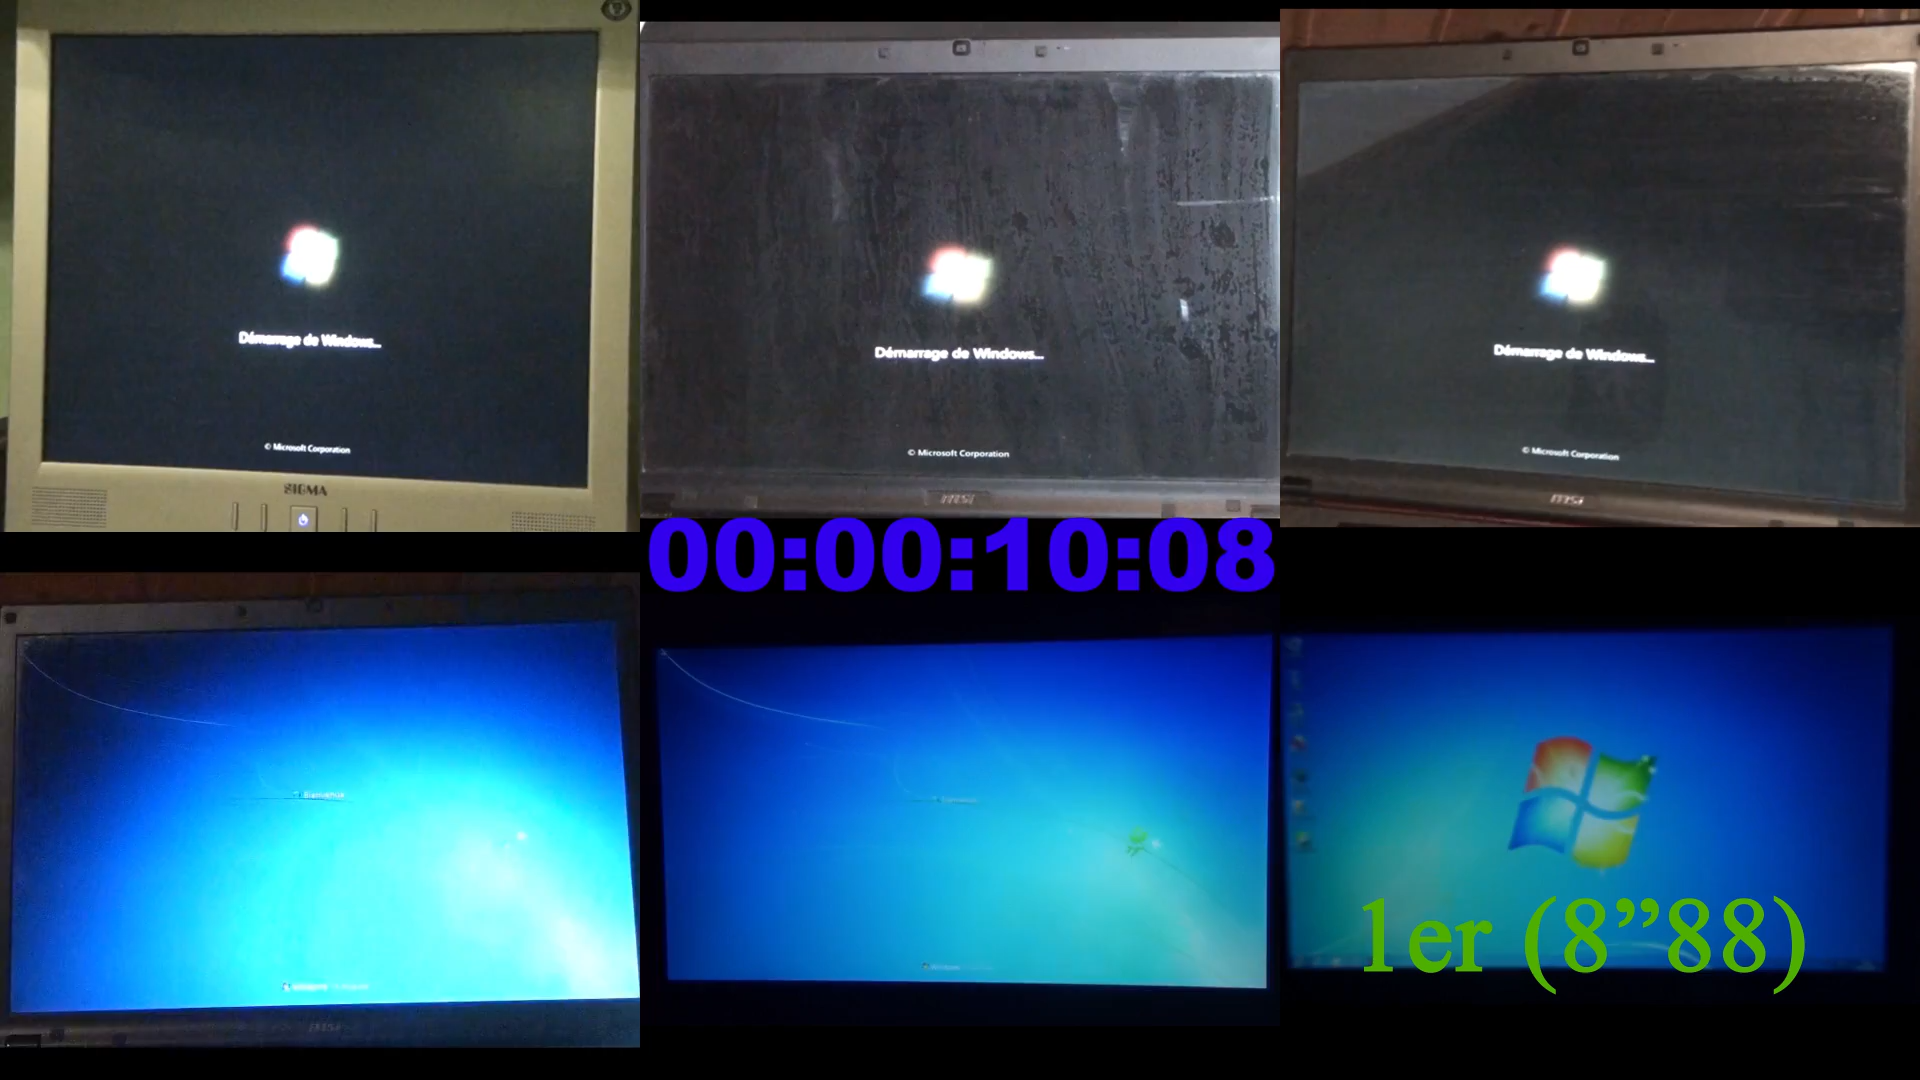 Démarrage de Windows...
© Microsoft Corporation
SIGMA
Démarrage de Windows...
© Microsoft Corporation
msi
Démarrage de Windows...
© Microsoft Corporation
msi
00:00:10:08
Bienvenue
1er (8”88)